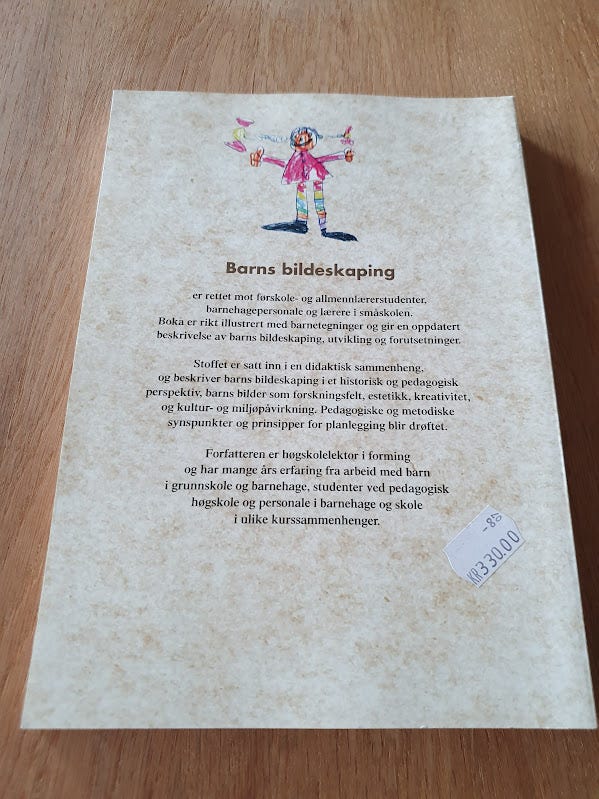 Barns bildeskaping
er rettet mot førskole- og allmennlærerstudenter,
barnehagepersonale og lærere i småskolen.
Boka er rikt illustrert med barnetegninger og gir en oppdatert
beskrivelse av barns bildeskaping, utvikling og forutsetninger.
Stoffet er satt inn i en didaktisk sammenheng,
og beskriver barns bildeskaping i et historisk og pedagogisk
perspektiv, barns bilder som forskningsfelt, estetikk, kreativitet,
og kultur- og miljøpåvirkning. Pedagogiske og metodiske
synspunkter og prinsipper for planlegging blir drøftet.
Forfatteren er høgskolelektor i forming
og har mange års erfaring fra arbeid med barn
i grunnskole og barnehage, studenter ved pedagogisk
høgskole og personale i barnehage og skole
i ulike kurssammenhenger.
-85
KR330.00